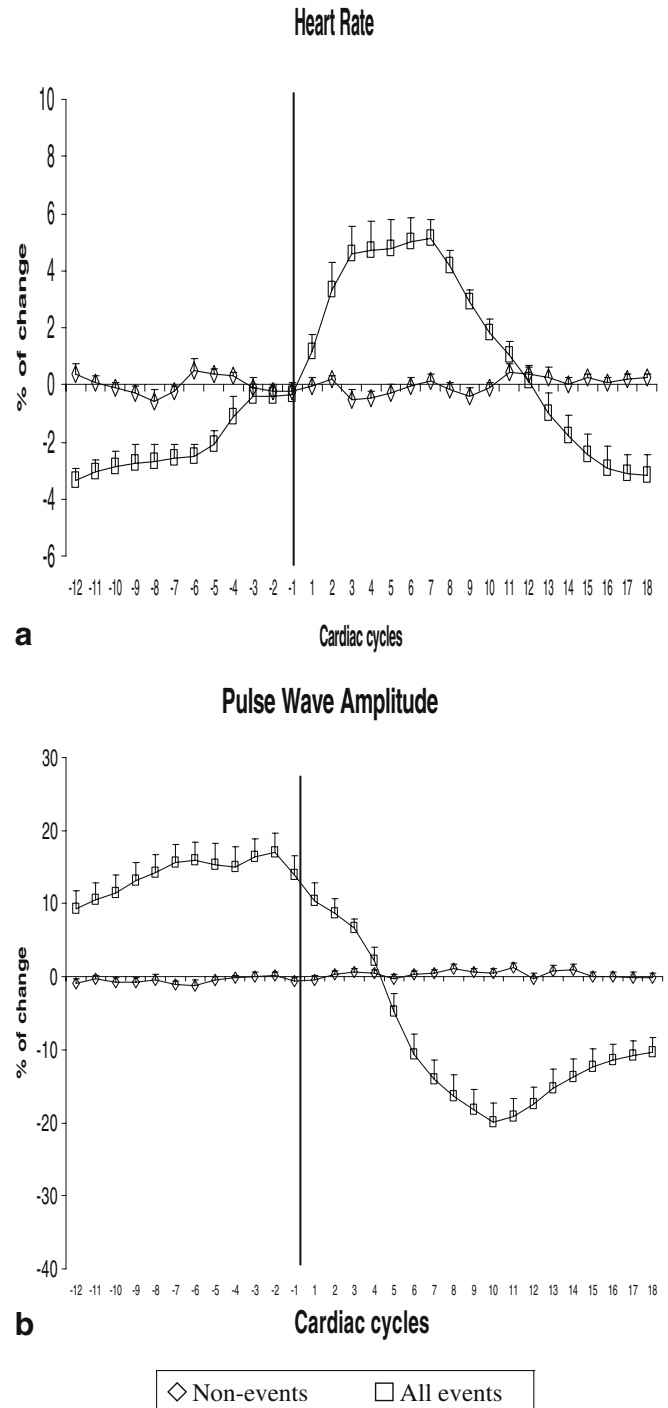 Heart Rate
10
8
6
4
2
0
-2
-4
-6
% of change
-12 -11 -10 -9 -8 -7 -6 -5 -4 -3 -2 -1 1 2 3 4 5 6 7 8 9 10 11 12 13 14 15 16 17 18
a
Cardiac cycles
Pulse Wave Amplitude
30
20
10
0
-10
-20
-30
-40
% of change
-12 -11 -10 -9 -8 -7 -6 -5 -4 -3 -2 -1 1 2 3 4 5 6 7 8 9 10 11 12 13 14 15 16 17 18
b
Cardiac cycles
Non-events All events